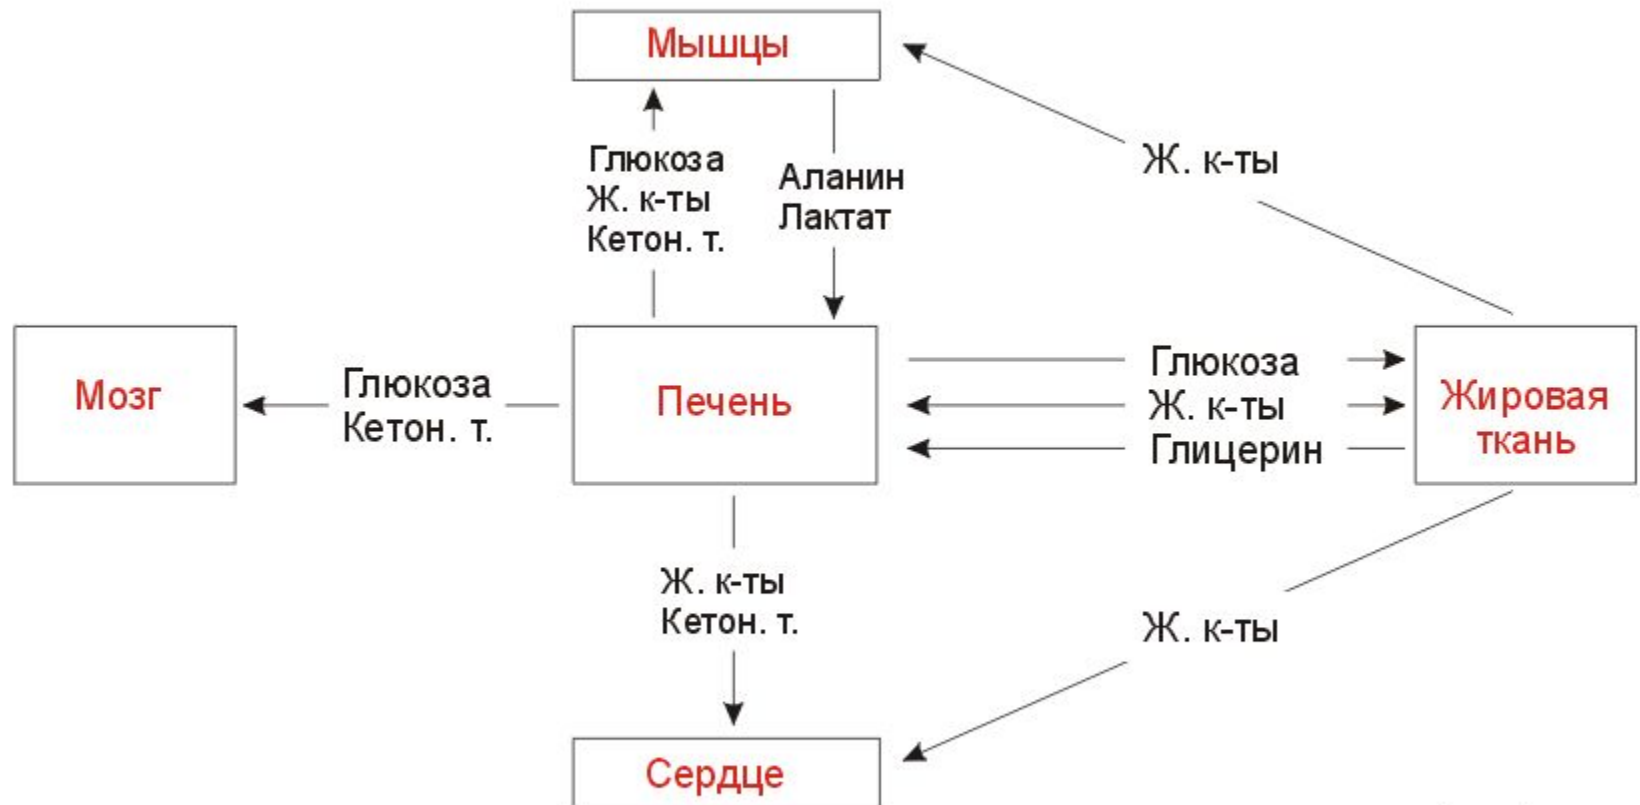 Мышцы
Глюкоза
Ж. к-ты
Кетон. т.
Аланин
Лактат
Ж. к-ты
Мозг
Глюкоза
Кетон. т.
Печень
Глюкоза
Ж. к-ты
Глицерин
Жировая
ткань
Ж. к-ты
Кетон. т.
Ж. к-ты
Сердце